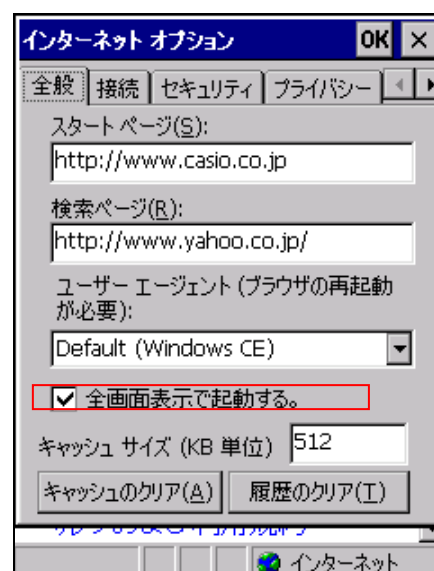 インターネット オプション OK ×
全般 接続 セキュリティ プライバシー
スタート ページ(S):
http://www.casio.co.jp
検索ページ(R):
http://www.yahoo.co.jp/
ユーザー エージェント (ブラウザの再起動
が必要):
Default (Windows CE)
全画面表示で起動する。
キャッシュ サイズ (KB 単位) 512
キャッシュのクリア(A) 履歴のクリア(T)
インターネット